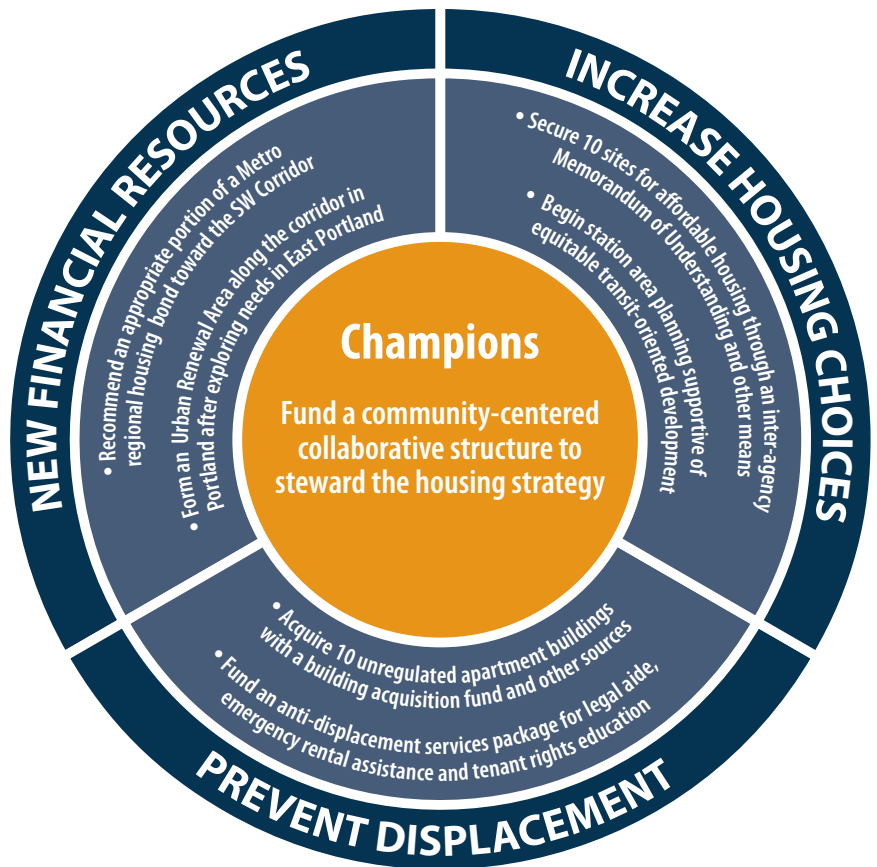 NEW FINANCIAL RESOURCES
• Recommend an appropriate portion of a Metro
regional housing bond toward the SW Corridor
• Form an Urban Renewal Area along the corridor in
Portland after exploring needs in East Portland
INCREASE HOUSING CHOICES
• Secure 10 sites for affordable housing through an inter-agency
Memorandum of Understanding and other means
• Begin station area planning supportive of
equitable transit-oriented development
Champions
Fund a community-centered
collaborative structure to
steward the housing strategy
• Acquire 10 unregulated apartment buildings
with a building acquisition fund and other sources
• Fund an anti-displacement services package for legal aide,
emergency rental assistance and tenant rights education
PREVENT DISPLACEMENT